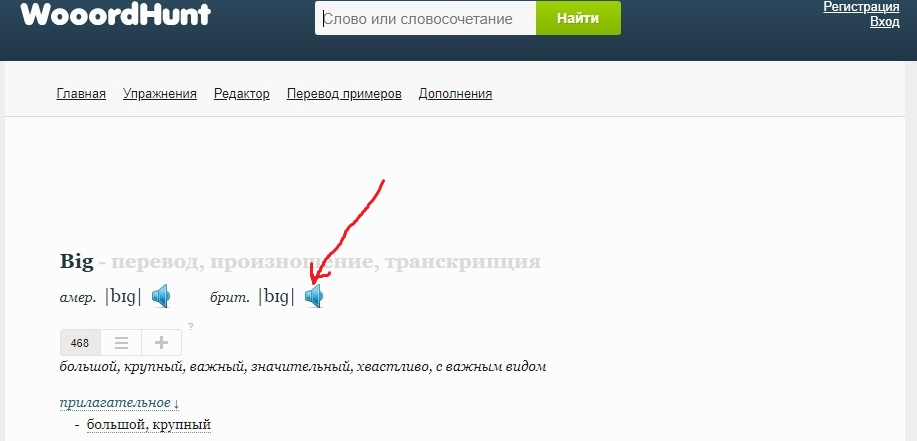 WooordHunt
Слово или словосочетание
Найти
Регистрация
Вход
Главная Упражнения Редактор Перевод примеров Дополнения
Big - перевод, произношение, транскрипция
амер. |bɪɡ| брит. |bɪɡ|
?
468
большой, крупный, важный, значительный, хвастливо, с важным видом
прилагательное ↓
- большой, крупный